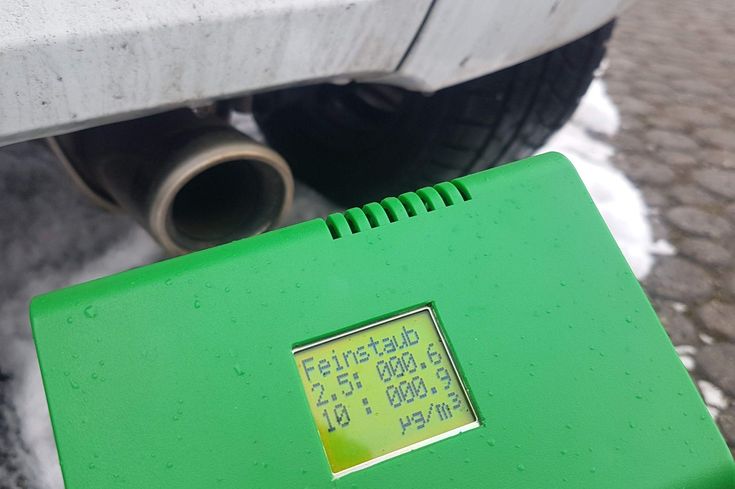 Feinstaub
2.5: 000.6
10 : 000.9
µg/m³